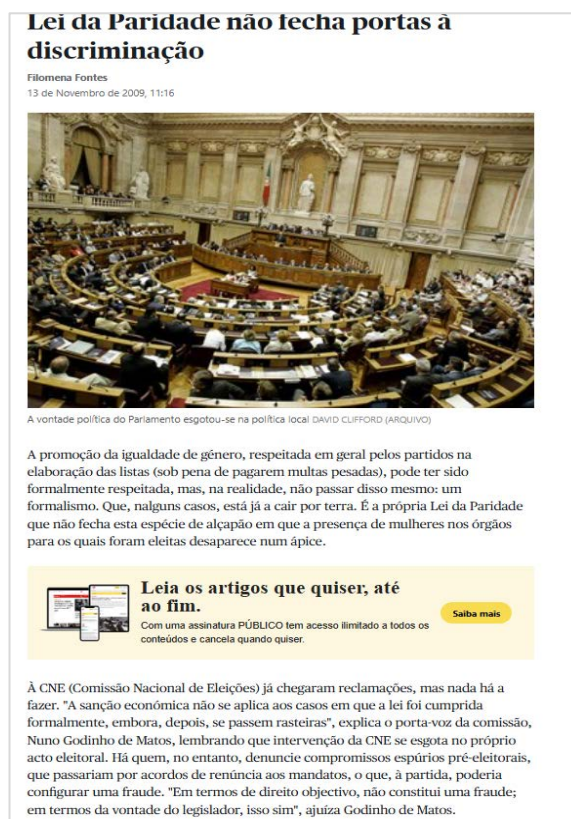 Lei da Paridade não fecha portas à
discriminação
Filomena Fontes
13 de Novembro de 2009, 11:16
A vontade política do Parlamento esgotou-se na política local DAVID CLIFFORD (ARQUIVO)
A promoção da igualdade de género, respeitada em geral pelos partidos na
elaboração das listas (sob pena de pagarem multas pesadas), pode ter sido
formalmente respeitada, mas, na realidade, não passar disso mesmo: um
formalismo. Que, nalguns casos, está já a cair por terra. É a própria Lei da Paridade
que não fecha esta espécie de alçapão em que a presença de mulheres nos órgãos
para os quais foram eleitas desaparece num ápice.
Leia os artigos que quiser, até
ao fim.
Com uma assinatura PÚBLICO tem acesso ilimitado a todos os
conteúdos e cancela quando quiser.
Saiba mais
À CNE (Comissão Nacional de Eleições) já chegaram reclamações, mas nada há a
fazer. "A sanção económica não se aplica aos casos em que a lei foi cumprida
formalmente, embora, depois, se passem rasteiras", explica o porta-voz da comissão,
Nuno Godinho de Matos, lembrando que intervenção da CNE se esgota no próprio
acto eleitoral. Há quem, no entanto, denuncie compromissos espúrios pré-eleitorais,
que passariam por acordos de renúncia aos mandatos, o que, à partida, poderia
configurar uma fraude. "Em termos de direito objectivo, não constitui uma fraude;
em termos da vontade do legislador, isso sim", ajuíza Godinho de Matos.